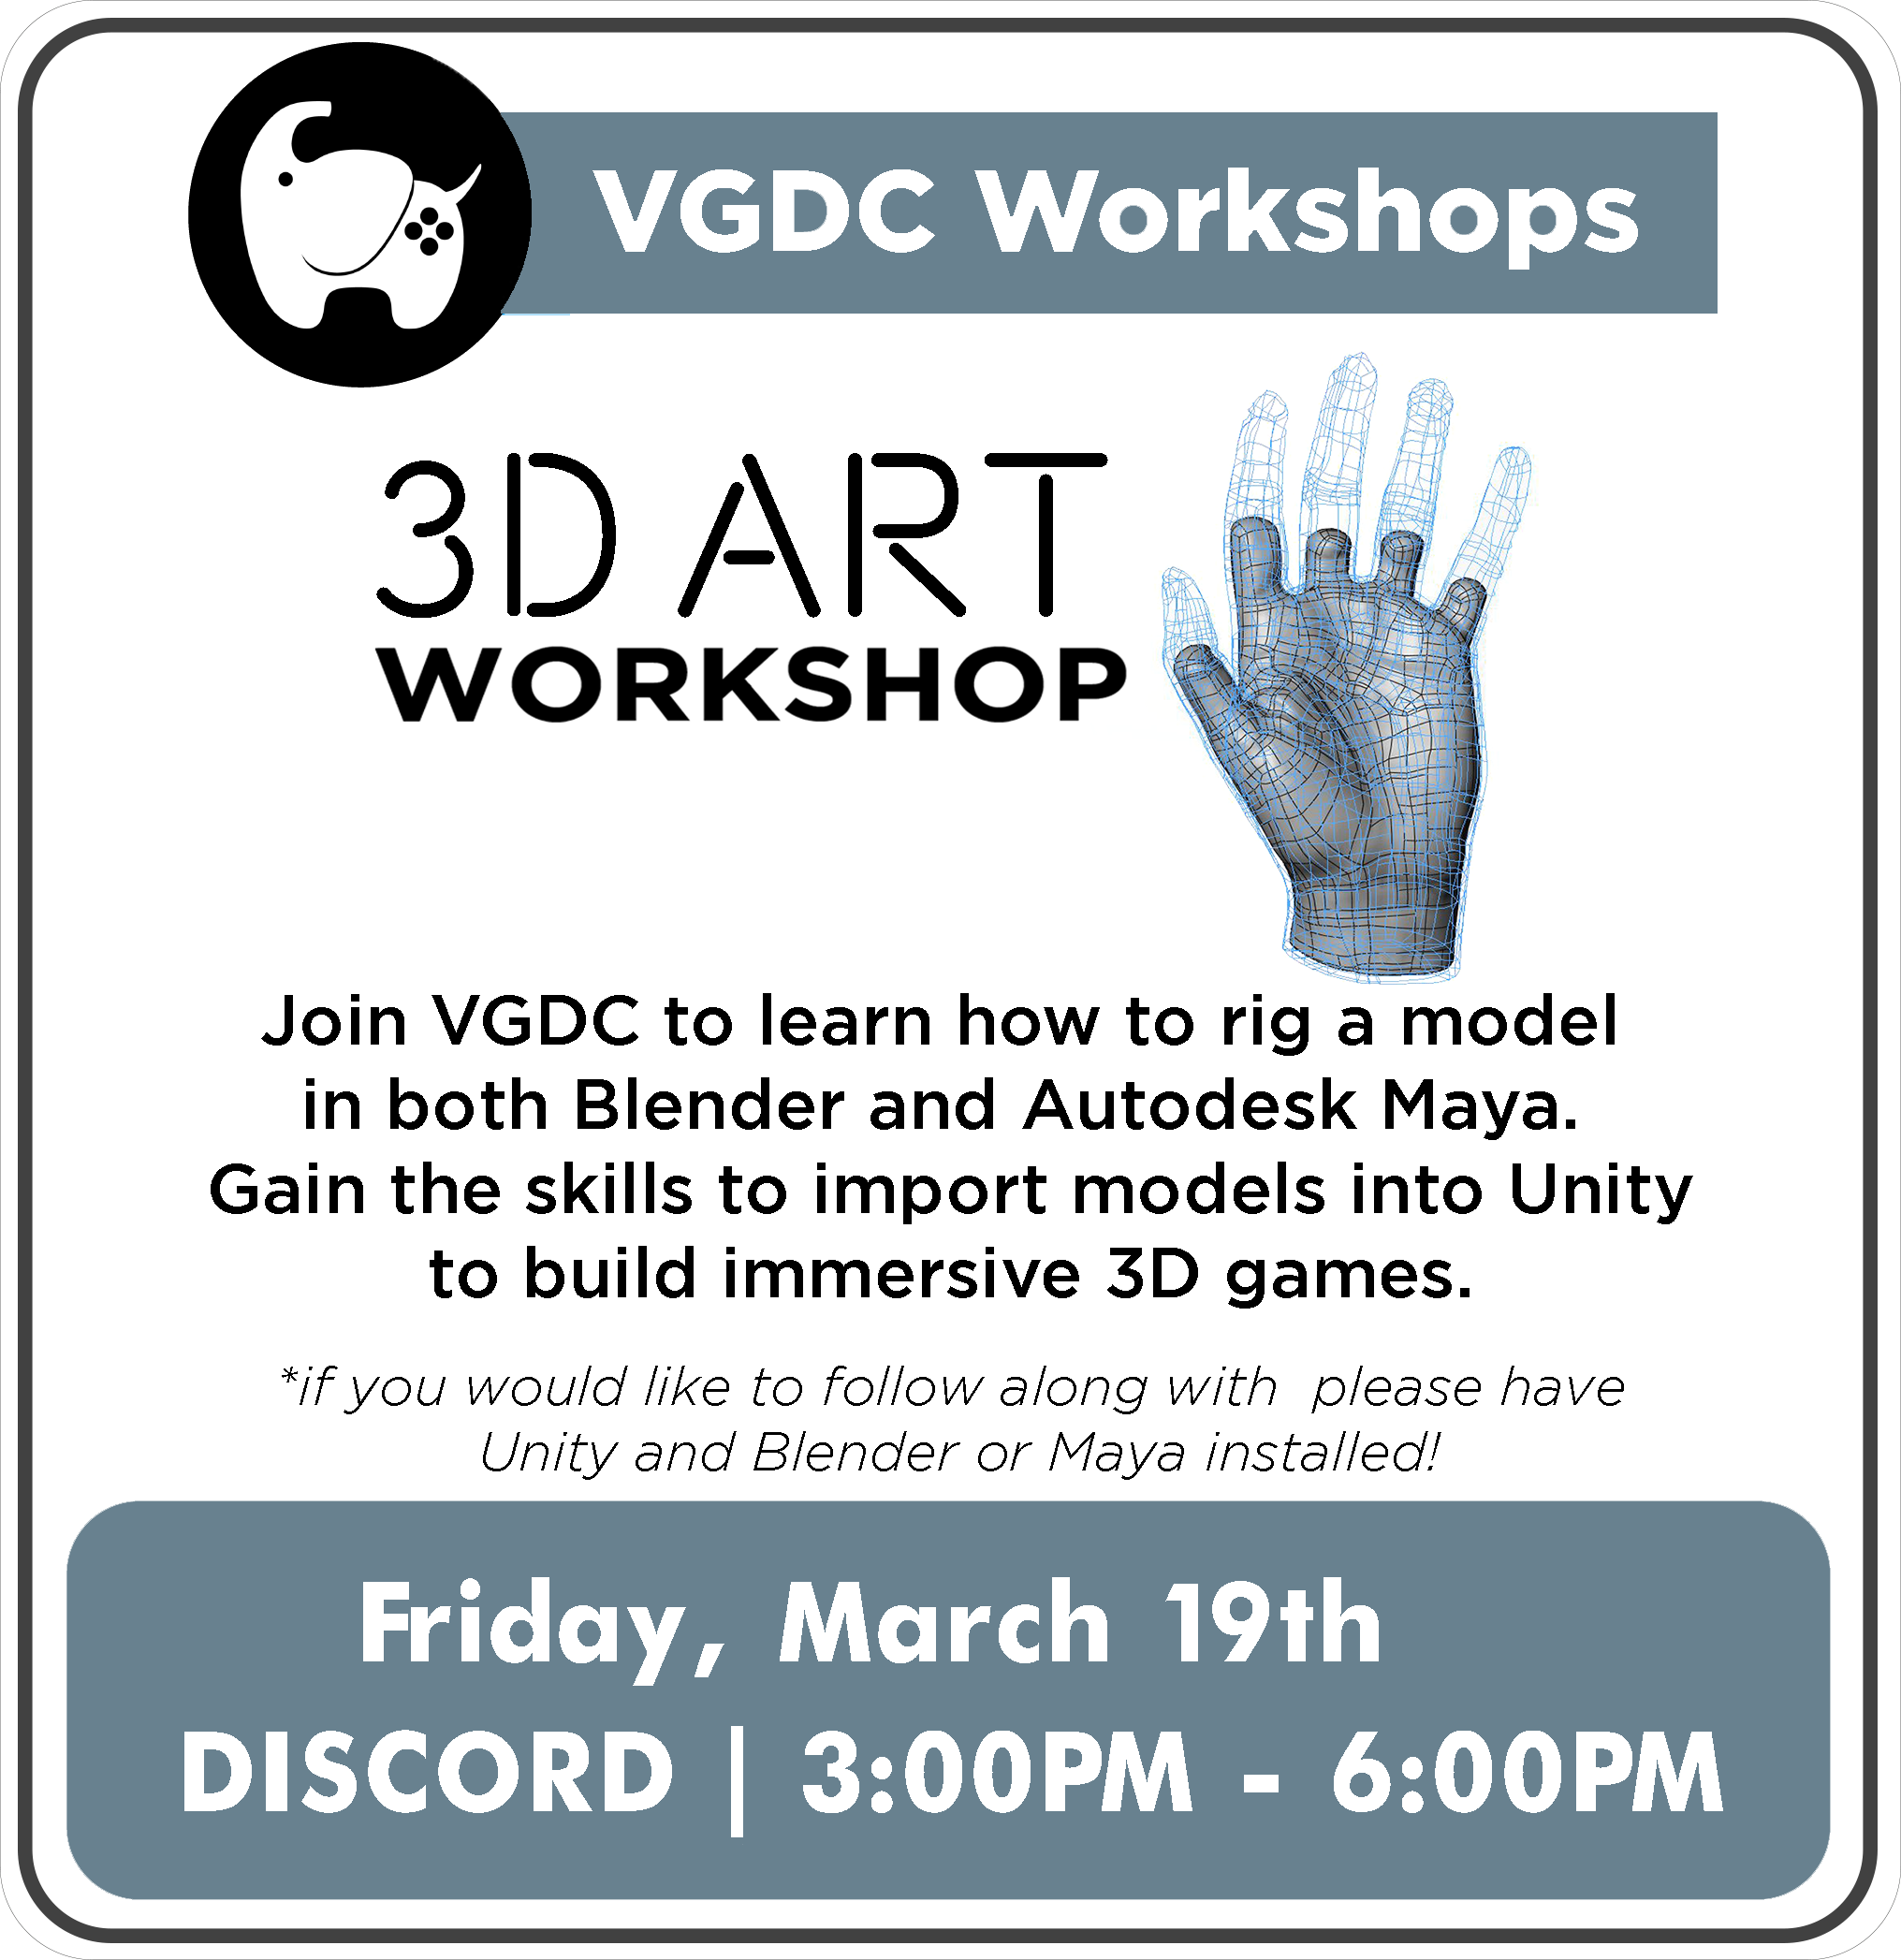 VGDC Workshops
3D ART
WORKSHOP
Join VGDC to learn how to rig a model
in both Blender and Autodesk Maya.
Gain the skills to import models into Unity
to build immersive 3D games.
*if you would like to follow along with  please have
Unity and Blender or Maya installed!
Friday, March 19th
DISCORD | 3:00PM - 6:00PM